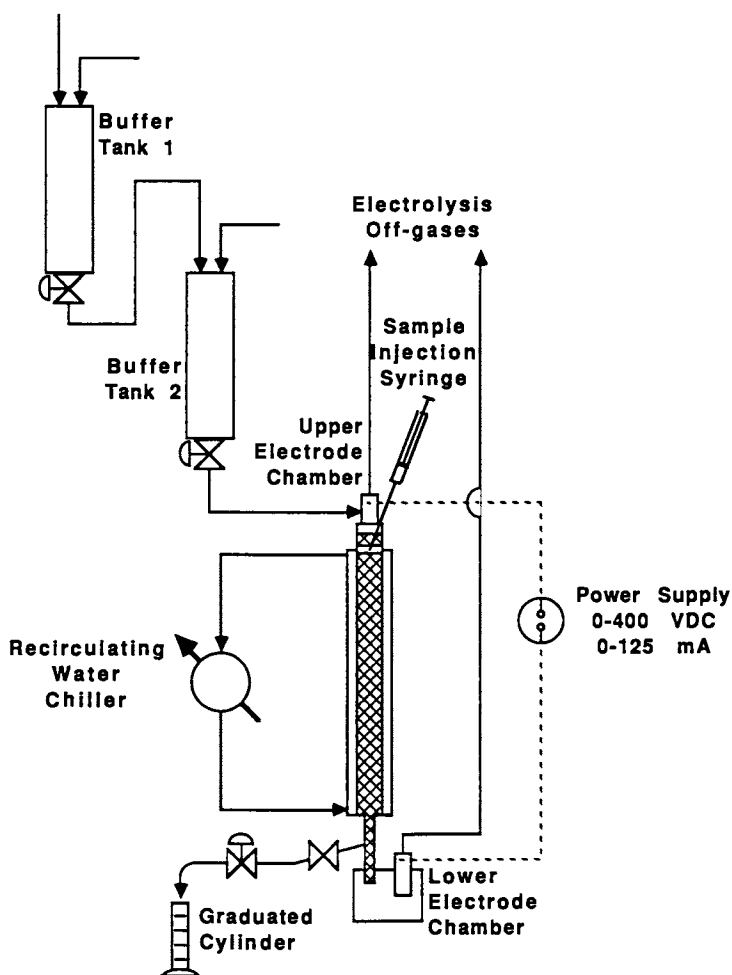 Buffer
Tank 1
Electrolysis
Off-gases
Sample
Injection
Syringe
Buffer
Tank 2
Upper
Electrode
Chamber
Power Supply
0-400 VDC
0-125 mA
Recirculating
Water
Chiller
Lower
Electrode
Chamber
Graduated
Cylinder